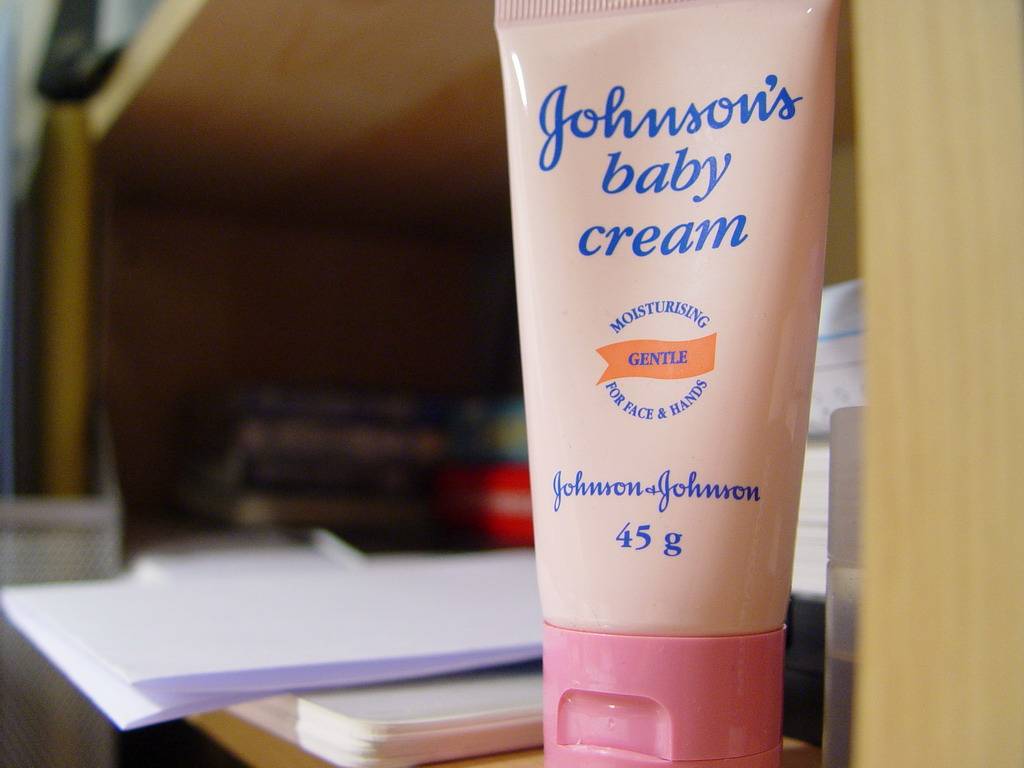 Johnson's
baby
cream
MOISTURISING
GENTLE
FOR FACE & HANDS
Johnson & Johnson
45 g